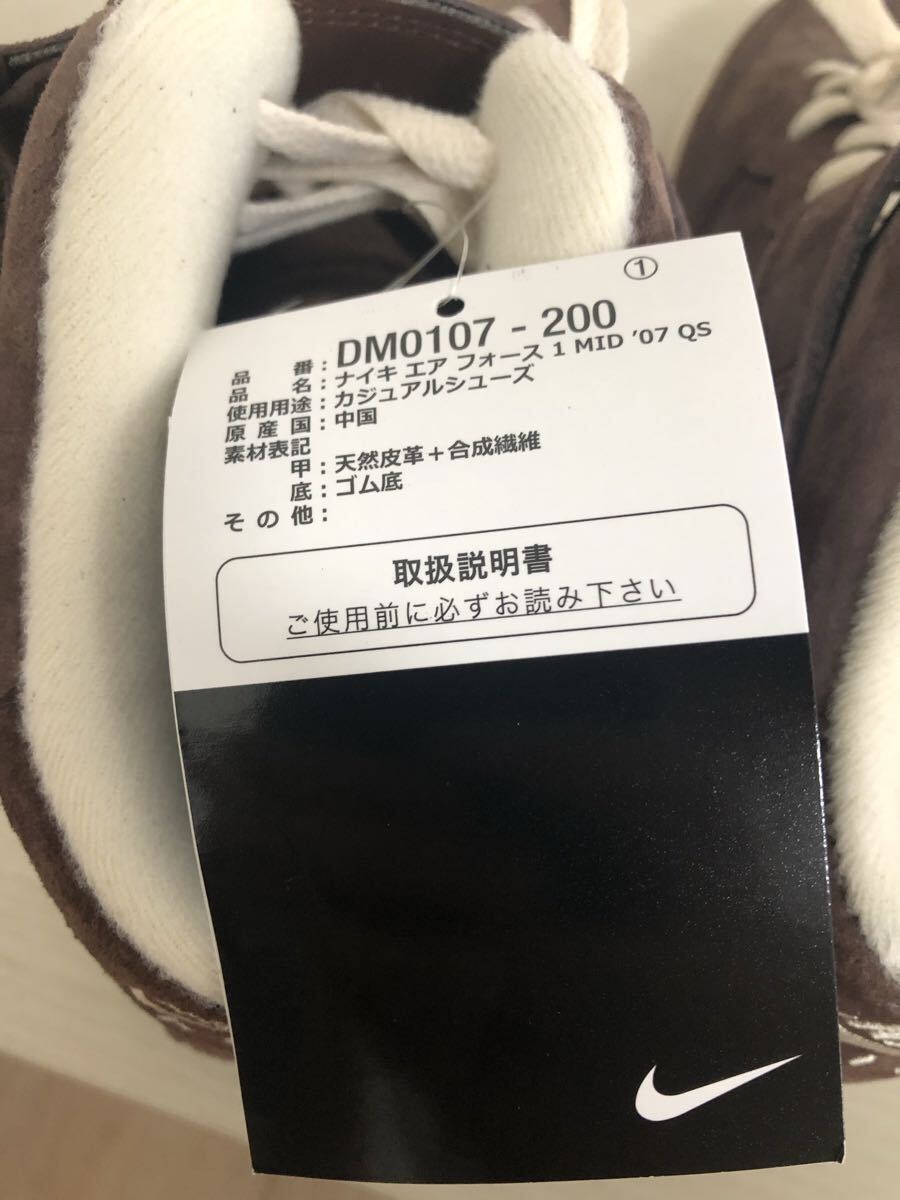 ①
品番：DM0107 - 200
品名：ナイキ エア フォース 1 MID ’07 QS
使用用途：カジュアルシューズ
原産国：中国
素材表記
甲：天然皮革＋合成繊維
底：ゴム底
その他：
取扱説明書
ご使用前に必ずお読み下さい